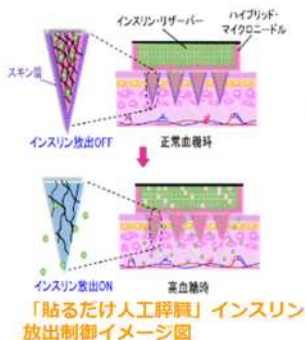 インスリン・リザーバー
ハイブリッド・
マイクロニードル
スキン層
インスリン放出OFF
正常血糖時
インスリン放出ON
高血糖時
「貼るだけ人工膵臓」インスリン
放出制御イメージ図